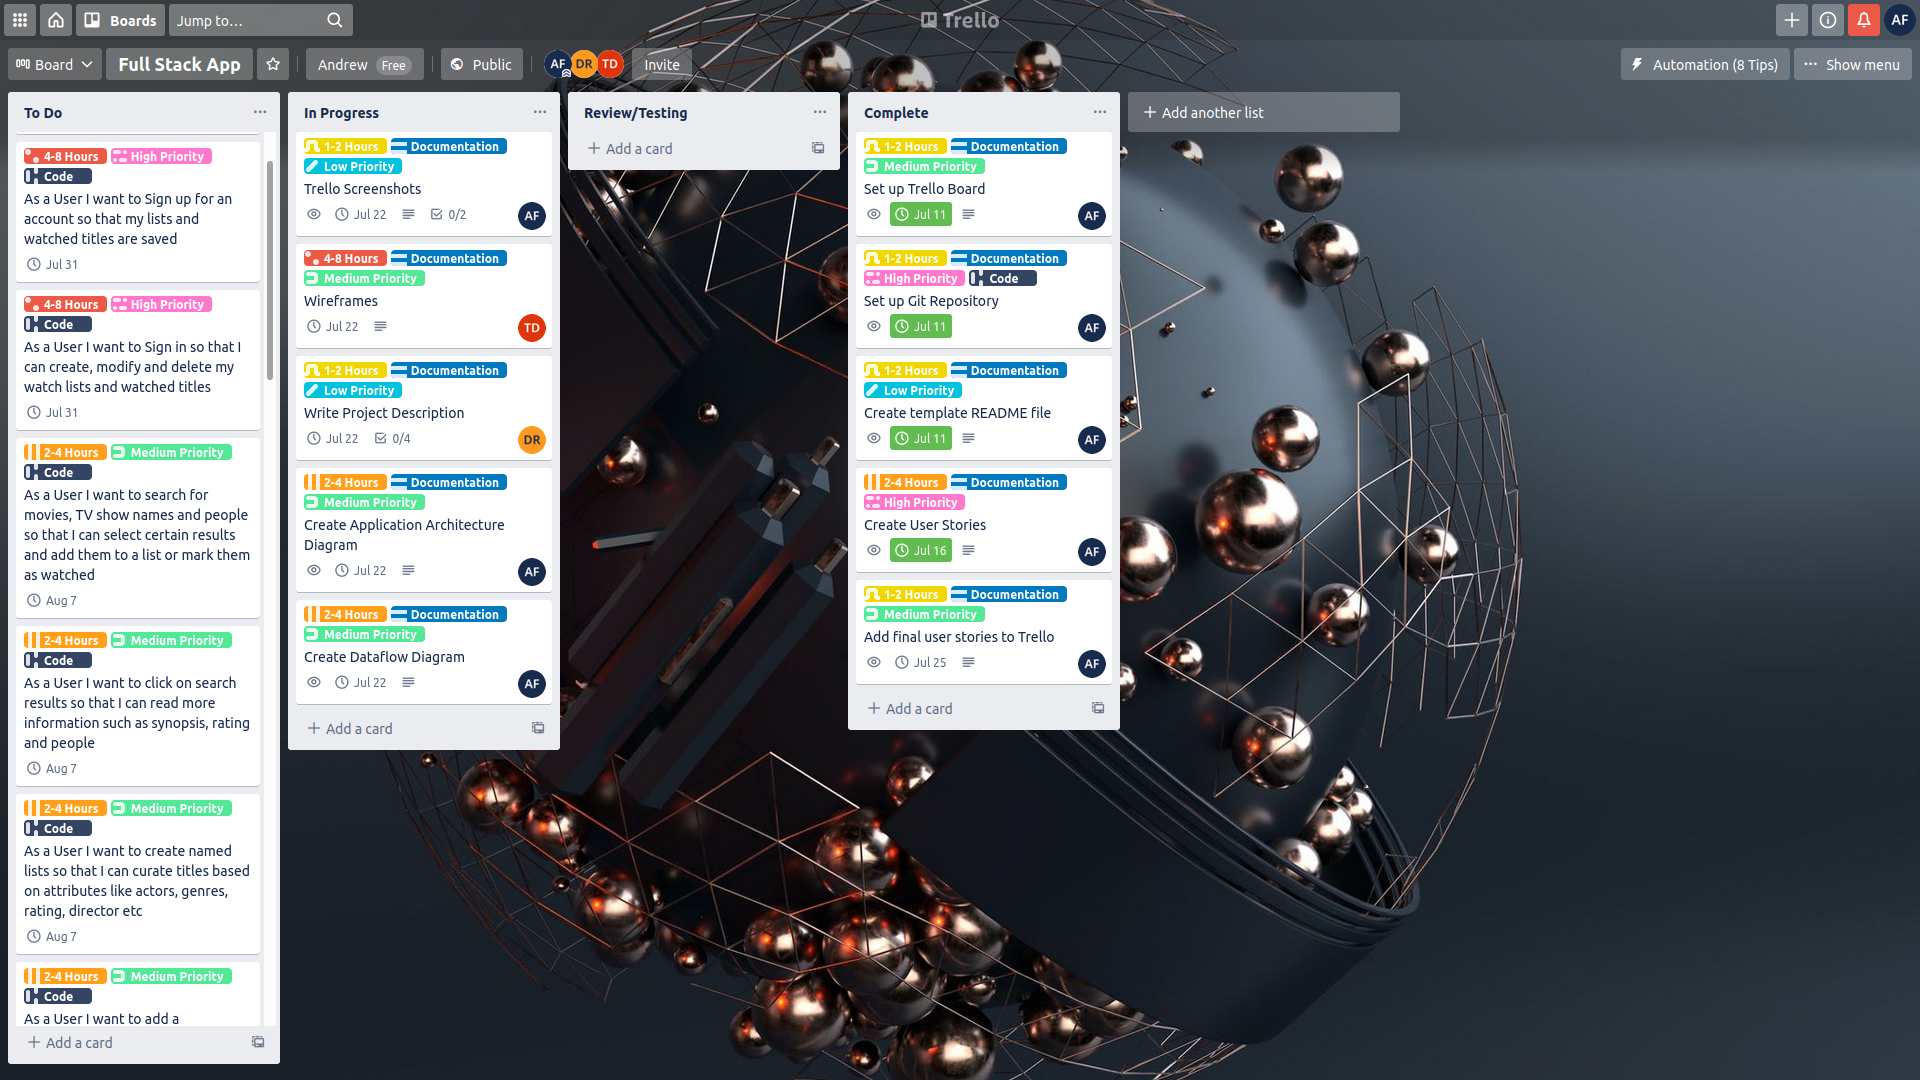 Boards
Jump to...
Trello
AF
Board
Full Stack App
Andrew Free
Public
AF DR TD
Invite
Automation (8 Tips)
... Show menu
To Do
...
4-8 Hours High Priority
Code
As a User I want to Sign up for an
account so that my lists and
watched titles are saved
Jul 31
4-8 Hours High Priority
Code
As a User I want to Sign in so that I
can create, modify and delete my
watch lists and watched titles
Jul 31
2-4 Hours Medium Priority
Code
As a User I want to search for
movies, TV show names and people
so that I can select certain results
and add them to a list or mark them
as watched
Aug 7
2-4 Hours Medium Priority
Code
As a User I want to click on search
results so that I can read more
information such as synopsis, rating
and people
Aug 7
2-4 Hours Medium Priority
Code
As a User I want to create named
lists so that I can curate titles based
on attributes like actors, genres,
rating, director etc
Aug 7
2-4 Hours Medium Priority
Code
As a User I want to add a
+ Add a card
In Progress
...
1-2 Hours Documentation
Low Priority
Trello Screenshots
Jul 22 0/2 AF
4-8 Hours Documentation
Medium Priority
Wireframes
Jul 22 TD
1-2 Hours Documentation
Low Priority
Write Project Description
Jul 22 0/4 DR
2-4 Hours Documentation
Medium Priority
Create Application Architecture
Diagram
Jul 22 AF
2-4 Hours Documentation
Medium Priority
Create Dataflow Diagram
Jul 22 AF
+ Add a card
Review/Testing
...
+ Add a card
Complete
...
1-2 Hours Documentation
Medium Priority
Set up Trello Board
Jul 11 AF
1-2 Hours Documentation
High Priority Code
Set up Git Repository
Jul 11 AF
1-2 Hours Documentation
Low Priority
Create template README file
Jul 11 AF
2-4 Hours Documentation
High Priority
Create User Stories
Jul 16 AF
1-2 Hours Documentation
Medium Priority
Add final user stories to Trello
Jul 25 AF
+ Add a card
+ Add another list